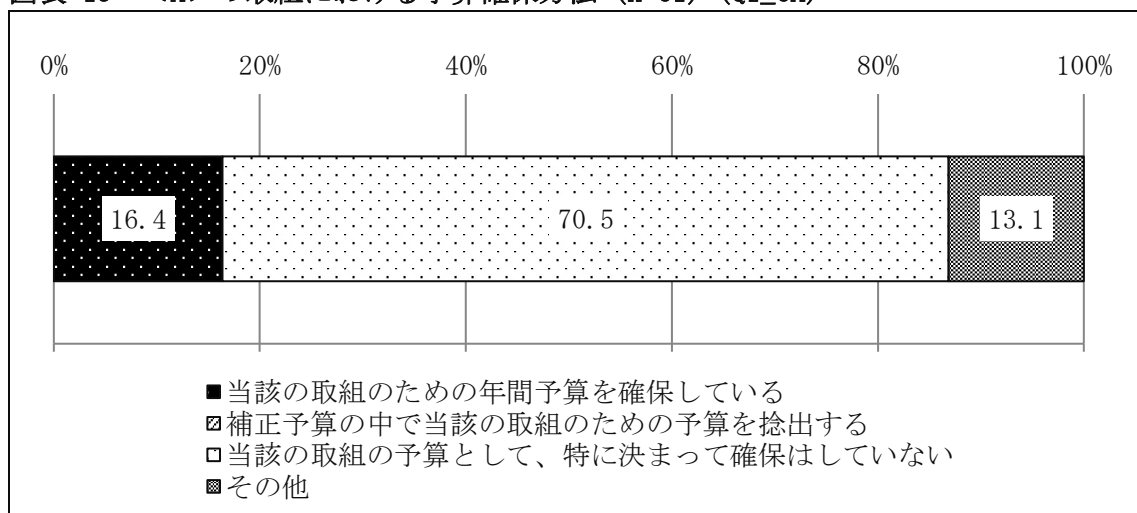 0% 20% 40% 60% 80% 100%
16.4 70.5 13.1
■当該の取組のための年間予算を確保している
補正予算の中で当該の取組のための予算を捻出する
□当該の取組の予算として、特に決まって確保はしていない
その他